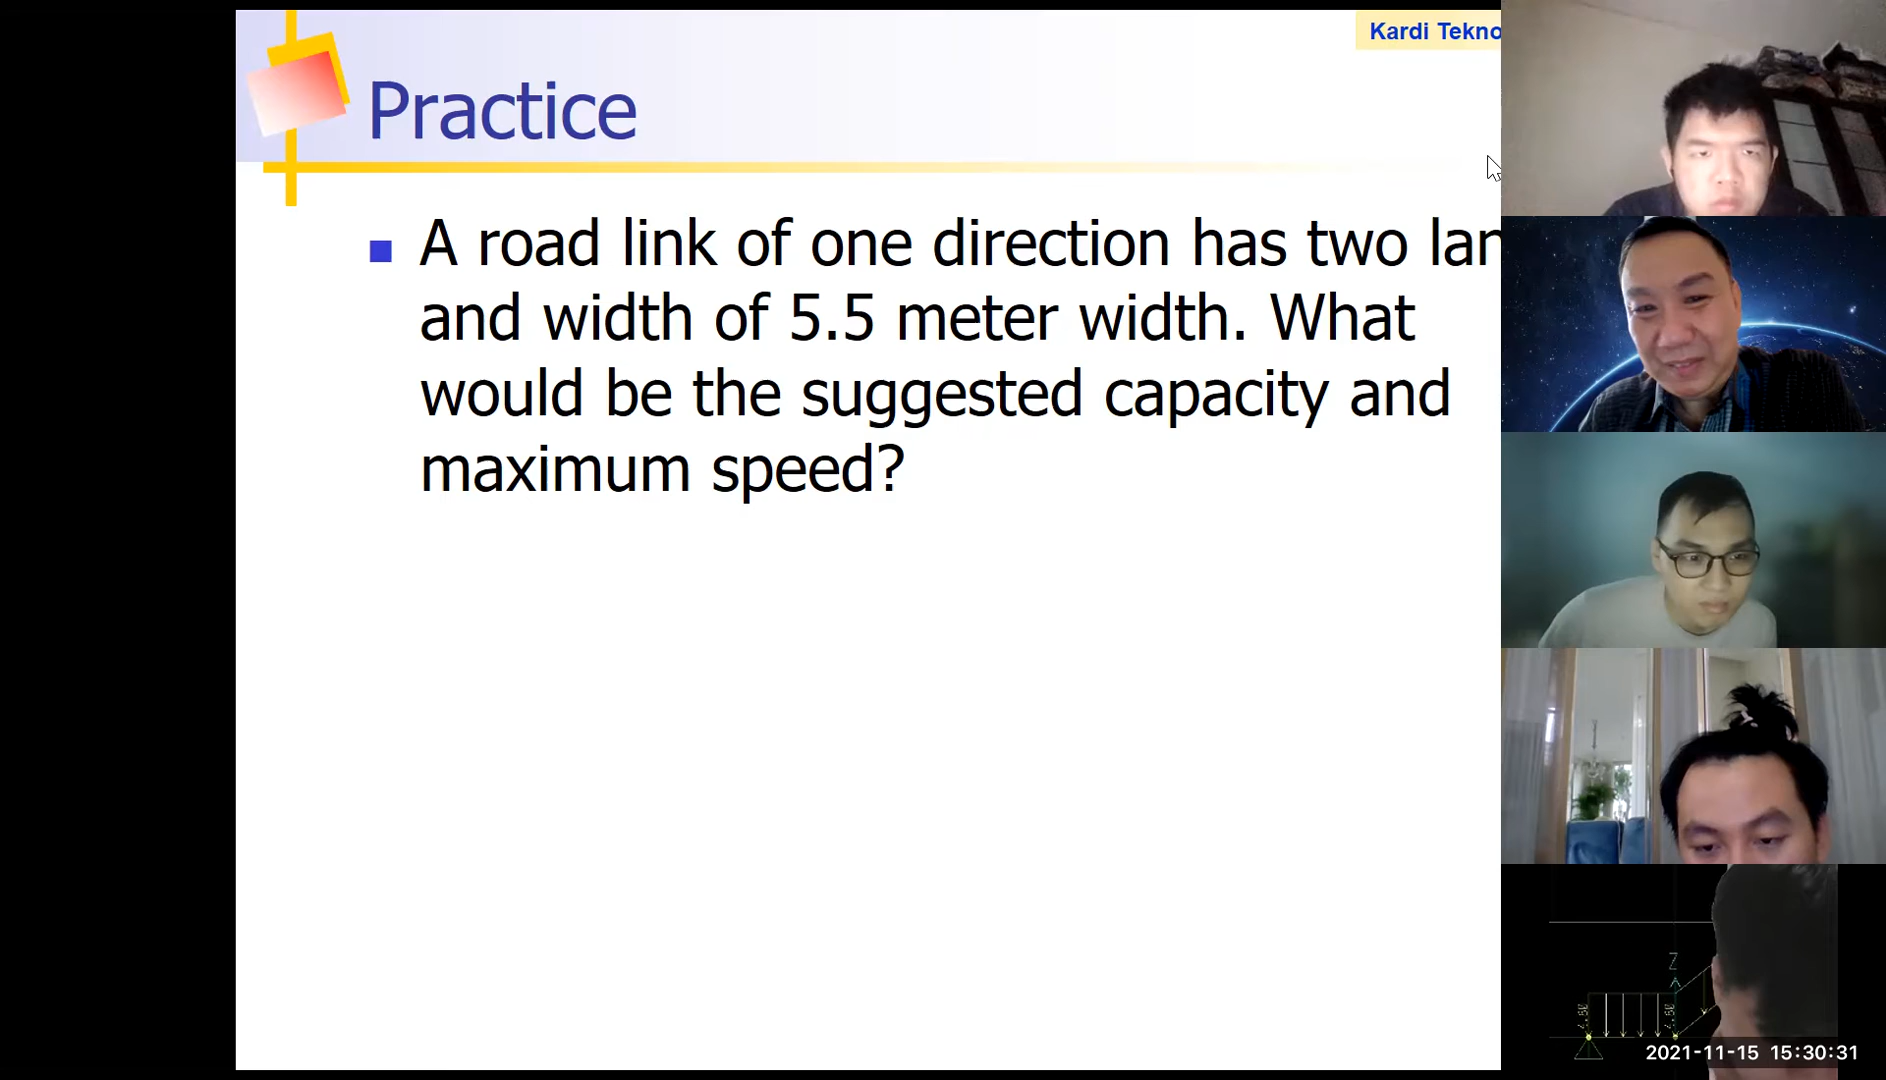 Kardi Tekno
Practice
A road link of one direction has two lan
and width of 5.5 meter width. What
would be the suggested capacity and
maximum speed?
Z
2021-11-15 15:30:31